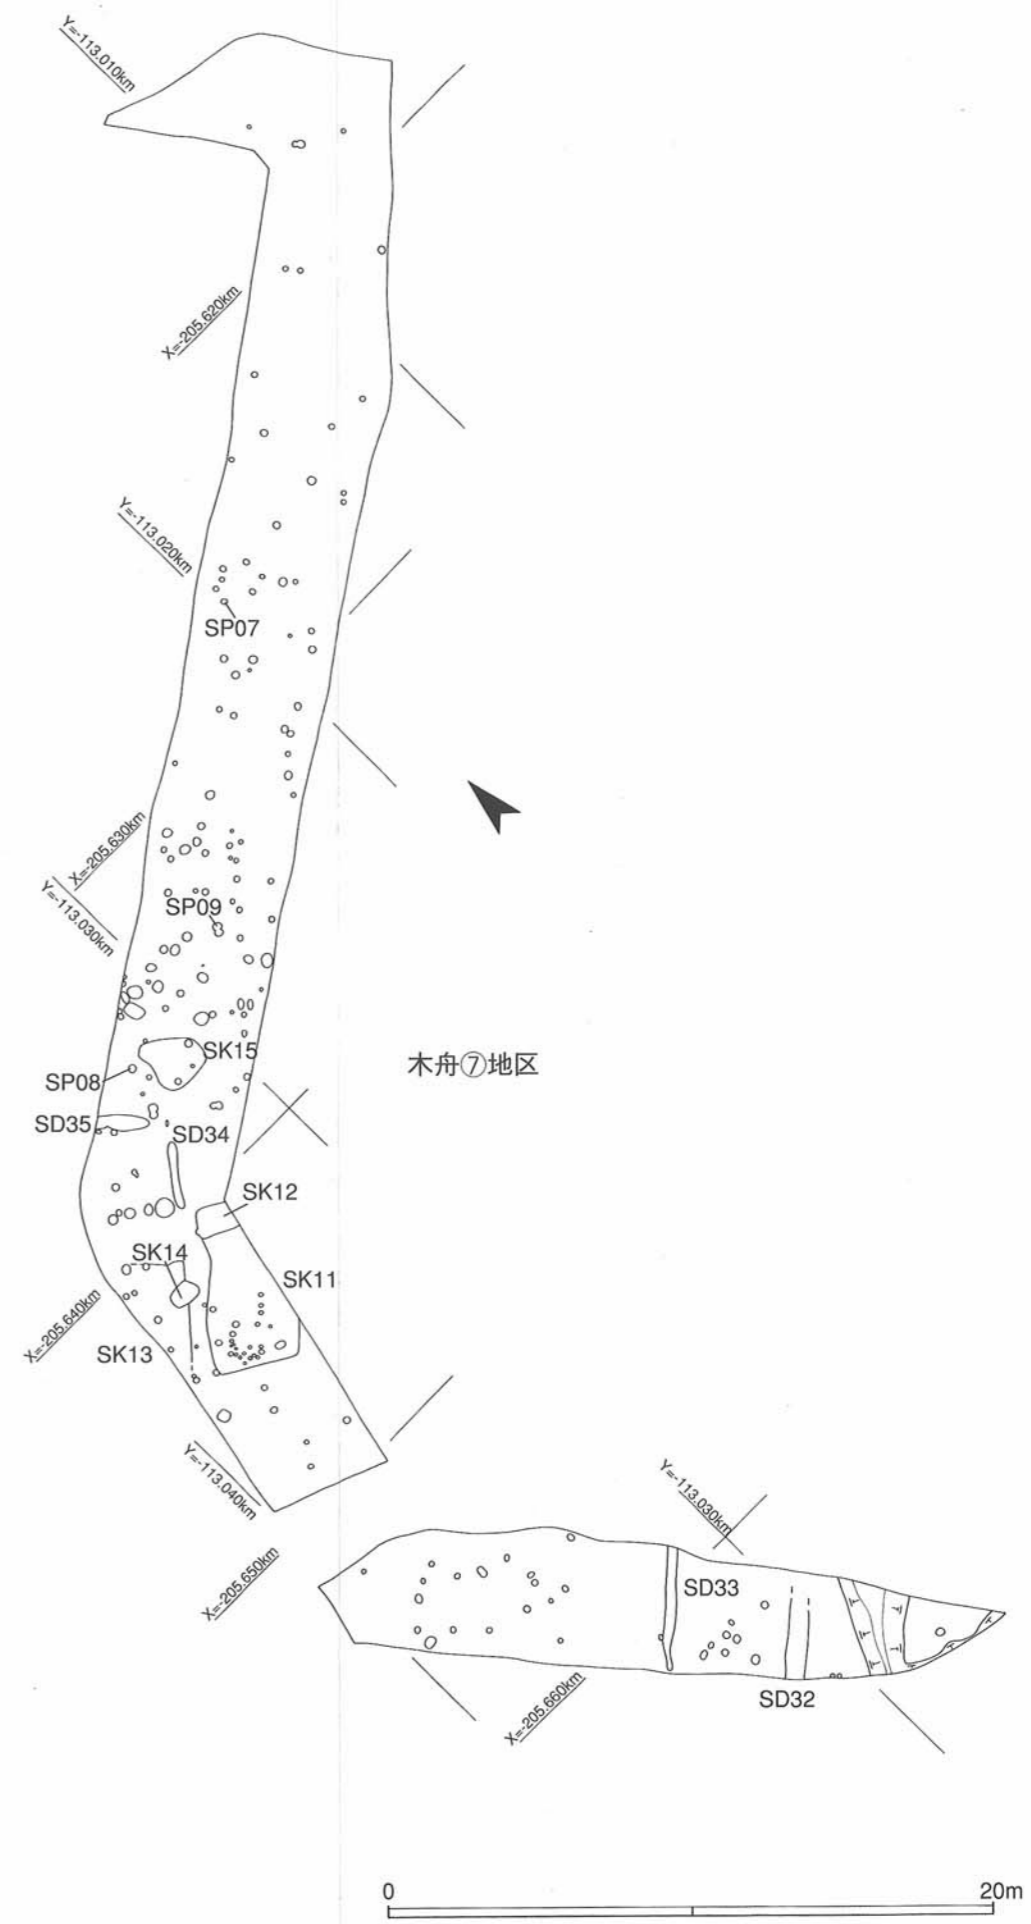 Y=-113.010km
X=-205.620km
Y=-113.020km
SP07
X=-205.630km
Y=-113.030km
SP09
SK15
木舟⑦地区
SP08
SD35
SD34
SK12
SK14
SK11
X=-205.640km
SK13
Y=-113.040km
Y=-113.030km
X=-205.650km
SD33
X=-205.660km
SD32
0
20m